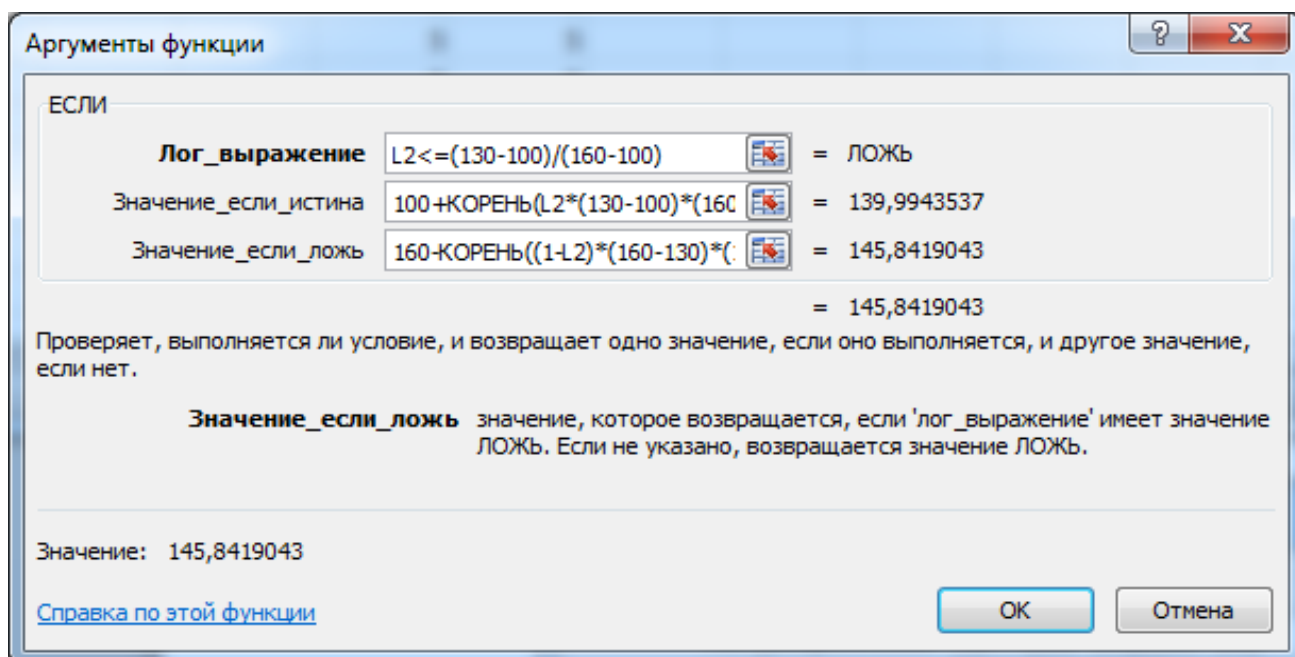 Аргументы функции
ЕСЛИ
Лог_выражение L2<=(130-100)/(160-100) = ЛОЖЬ
Значение_если_истина 100+КОРЕНЬ(L2*(130-100)*(160 = 139,9943537
Значение_если_ложь 160-КОРЕНЬ((1-L2)*(160-130)*(: = 145,8419043
= 145,8419043
Проверяет, выполняется ли условие, и возвращает одно значение, если оно выполняется, и другое значение,
если нет.
Значение_если_ложь значение, которое возвращается, если 'лог_выражение' имеет значение
ЛОЖЬ. Если не указано, возвращается значение ЛОЖЬ.
Значение: 145,8419043
Справка по этой функции
ОК
Отмена